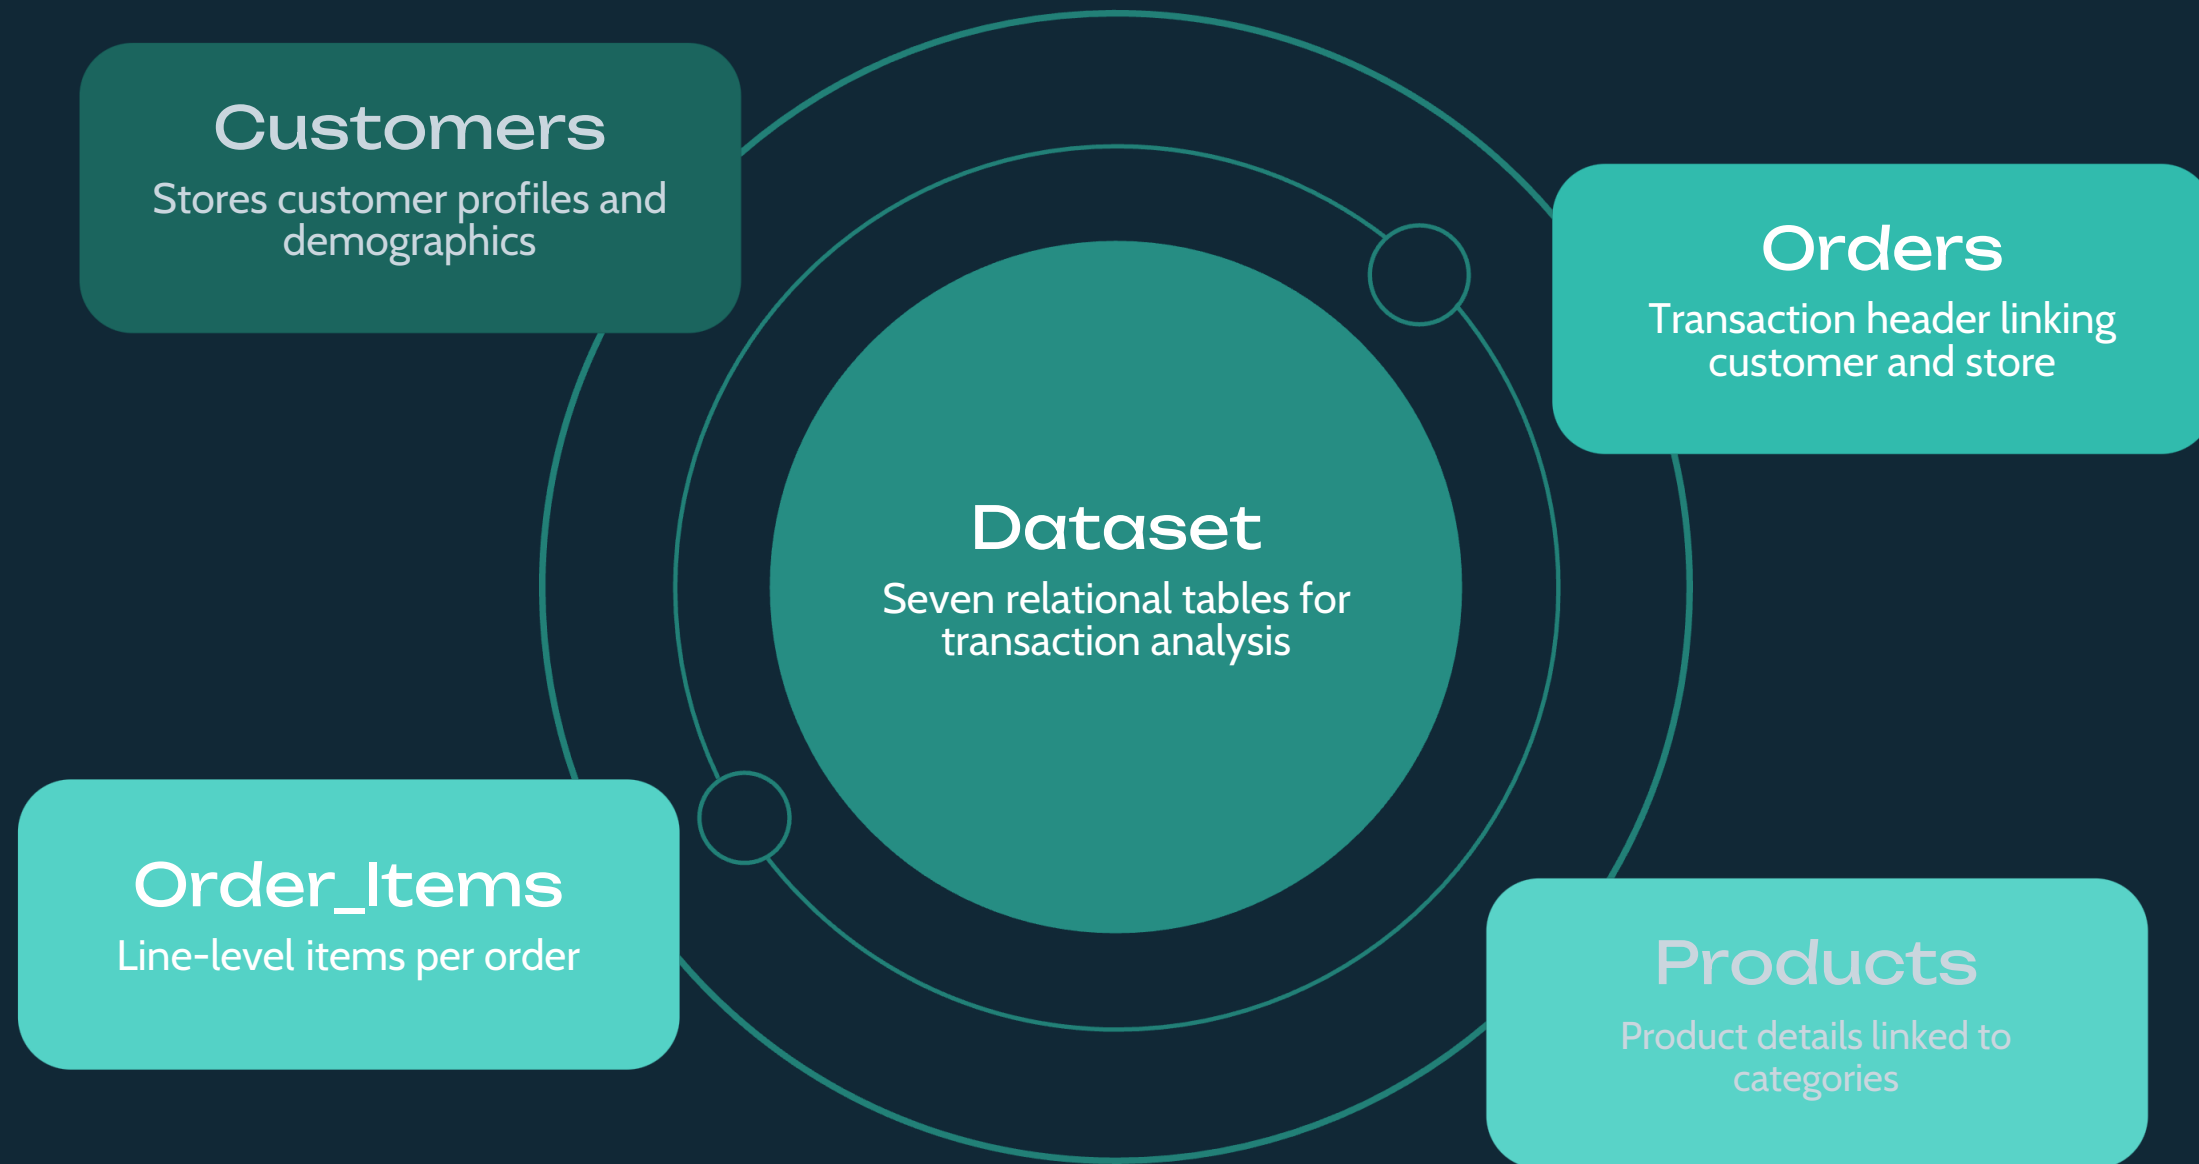 Customers
Stores customer profiles and
demographics
Orders
Transaction header linking
customer and store
Dataset
Seven relational tables for
transaction analysis
Order_Items
Line-level items per order
Products
Product details linked to
categories